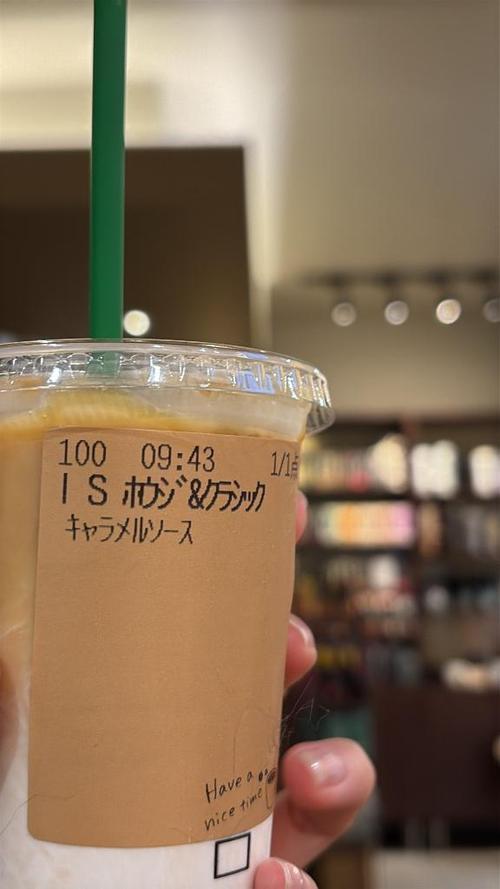 100 09:43 1/1点
I S ホウジ&クラシック
キャラメルソース
Have a
nice time